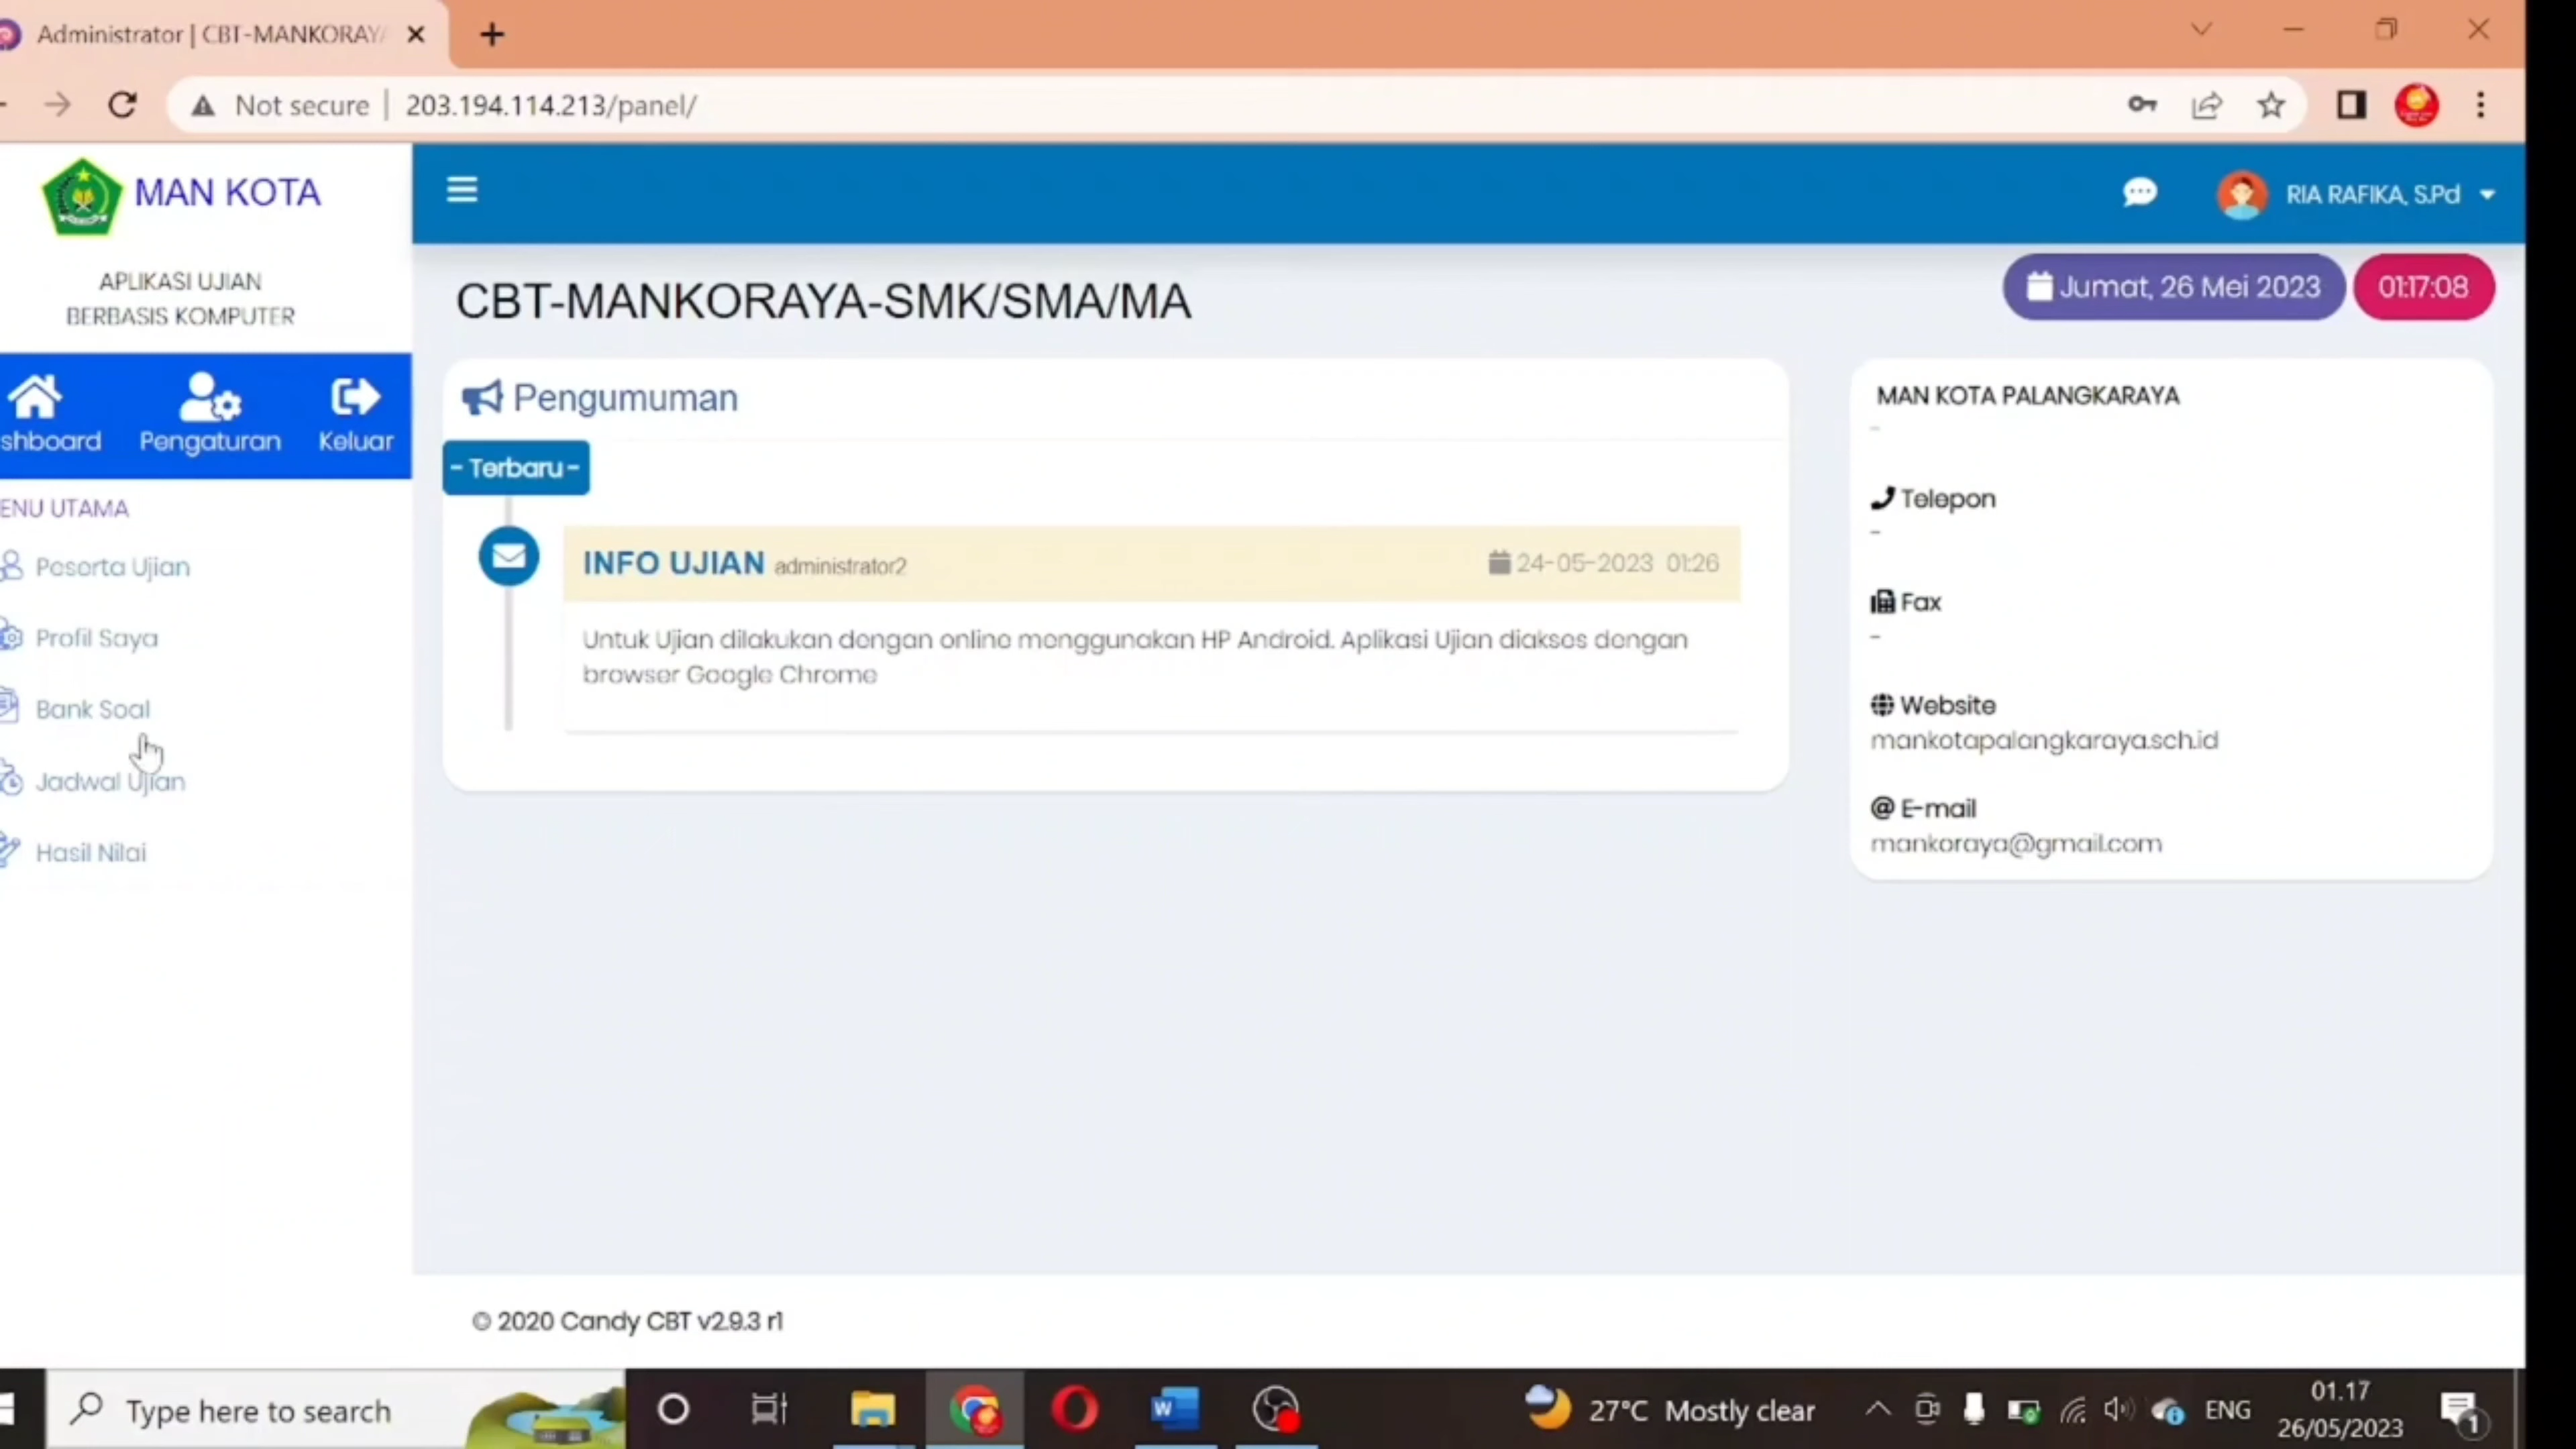 Administrator | CBT-MANKORAYA
Not secure | 203.194.114.213/panel/
MAN KOTA
APLIKASI UJIAN
BERBASIS KOMPUTER
RIA RAFIKA, S.Pd
CBT-MANKORAYA-SMK/SMA/MA
Jumat, 26 Mei 2023
01:17:08
shboard
Pengaturan
Keluar
ENU UTAMA
Peserta Ujian
Profil Saya
Bank Soal
Jadwal Ujian
Hasil Nilai
Pengumuman
- Terbaru -
INFO UJIAN administrator2
24-05-2023 01:26
Untuk Ujian dilakukan dengan online menggunakan HP Android. Aplikasi Ujian diakses dengan
browser Google Chrome
MAN KOTA PALANGKARAYA
-
Telepon
-
Fax
-
Website
mankotapalangkaraya.sch.id
@ E-mail
mankoraya@gmail.com
© 2020 Candy CBT v2.9.3 r1
Type here to search
27°C Mostly clear
ENG
01.17
26/05/2023
1